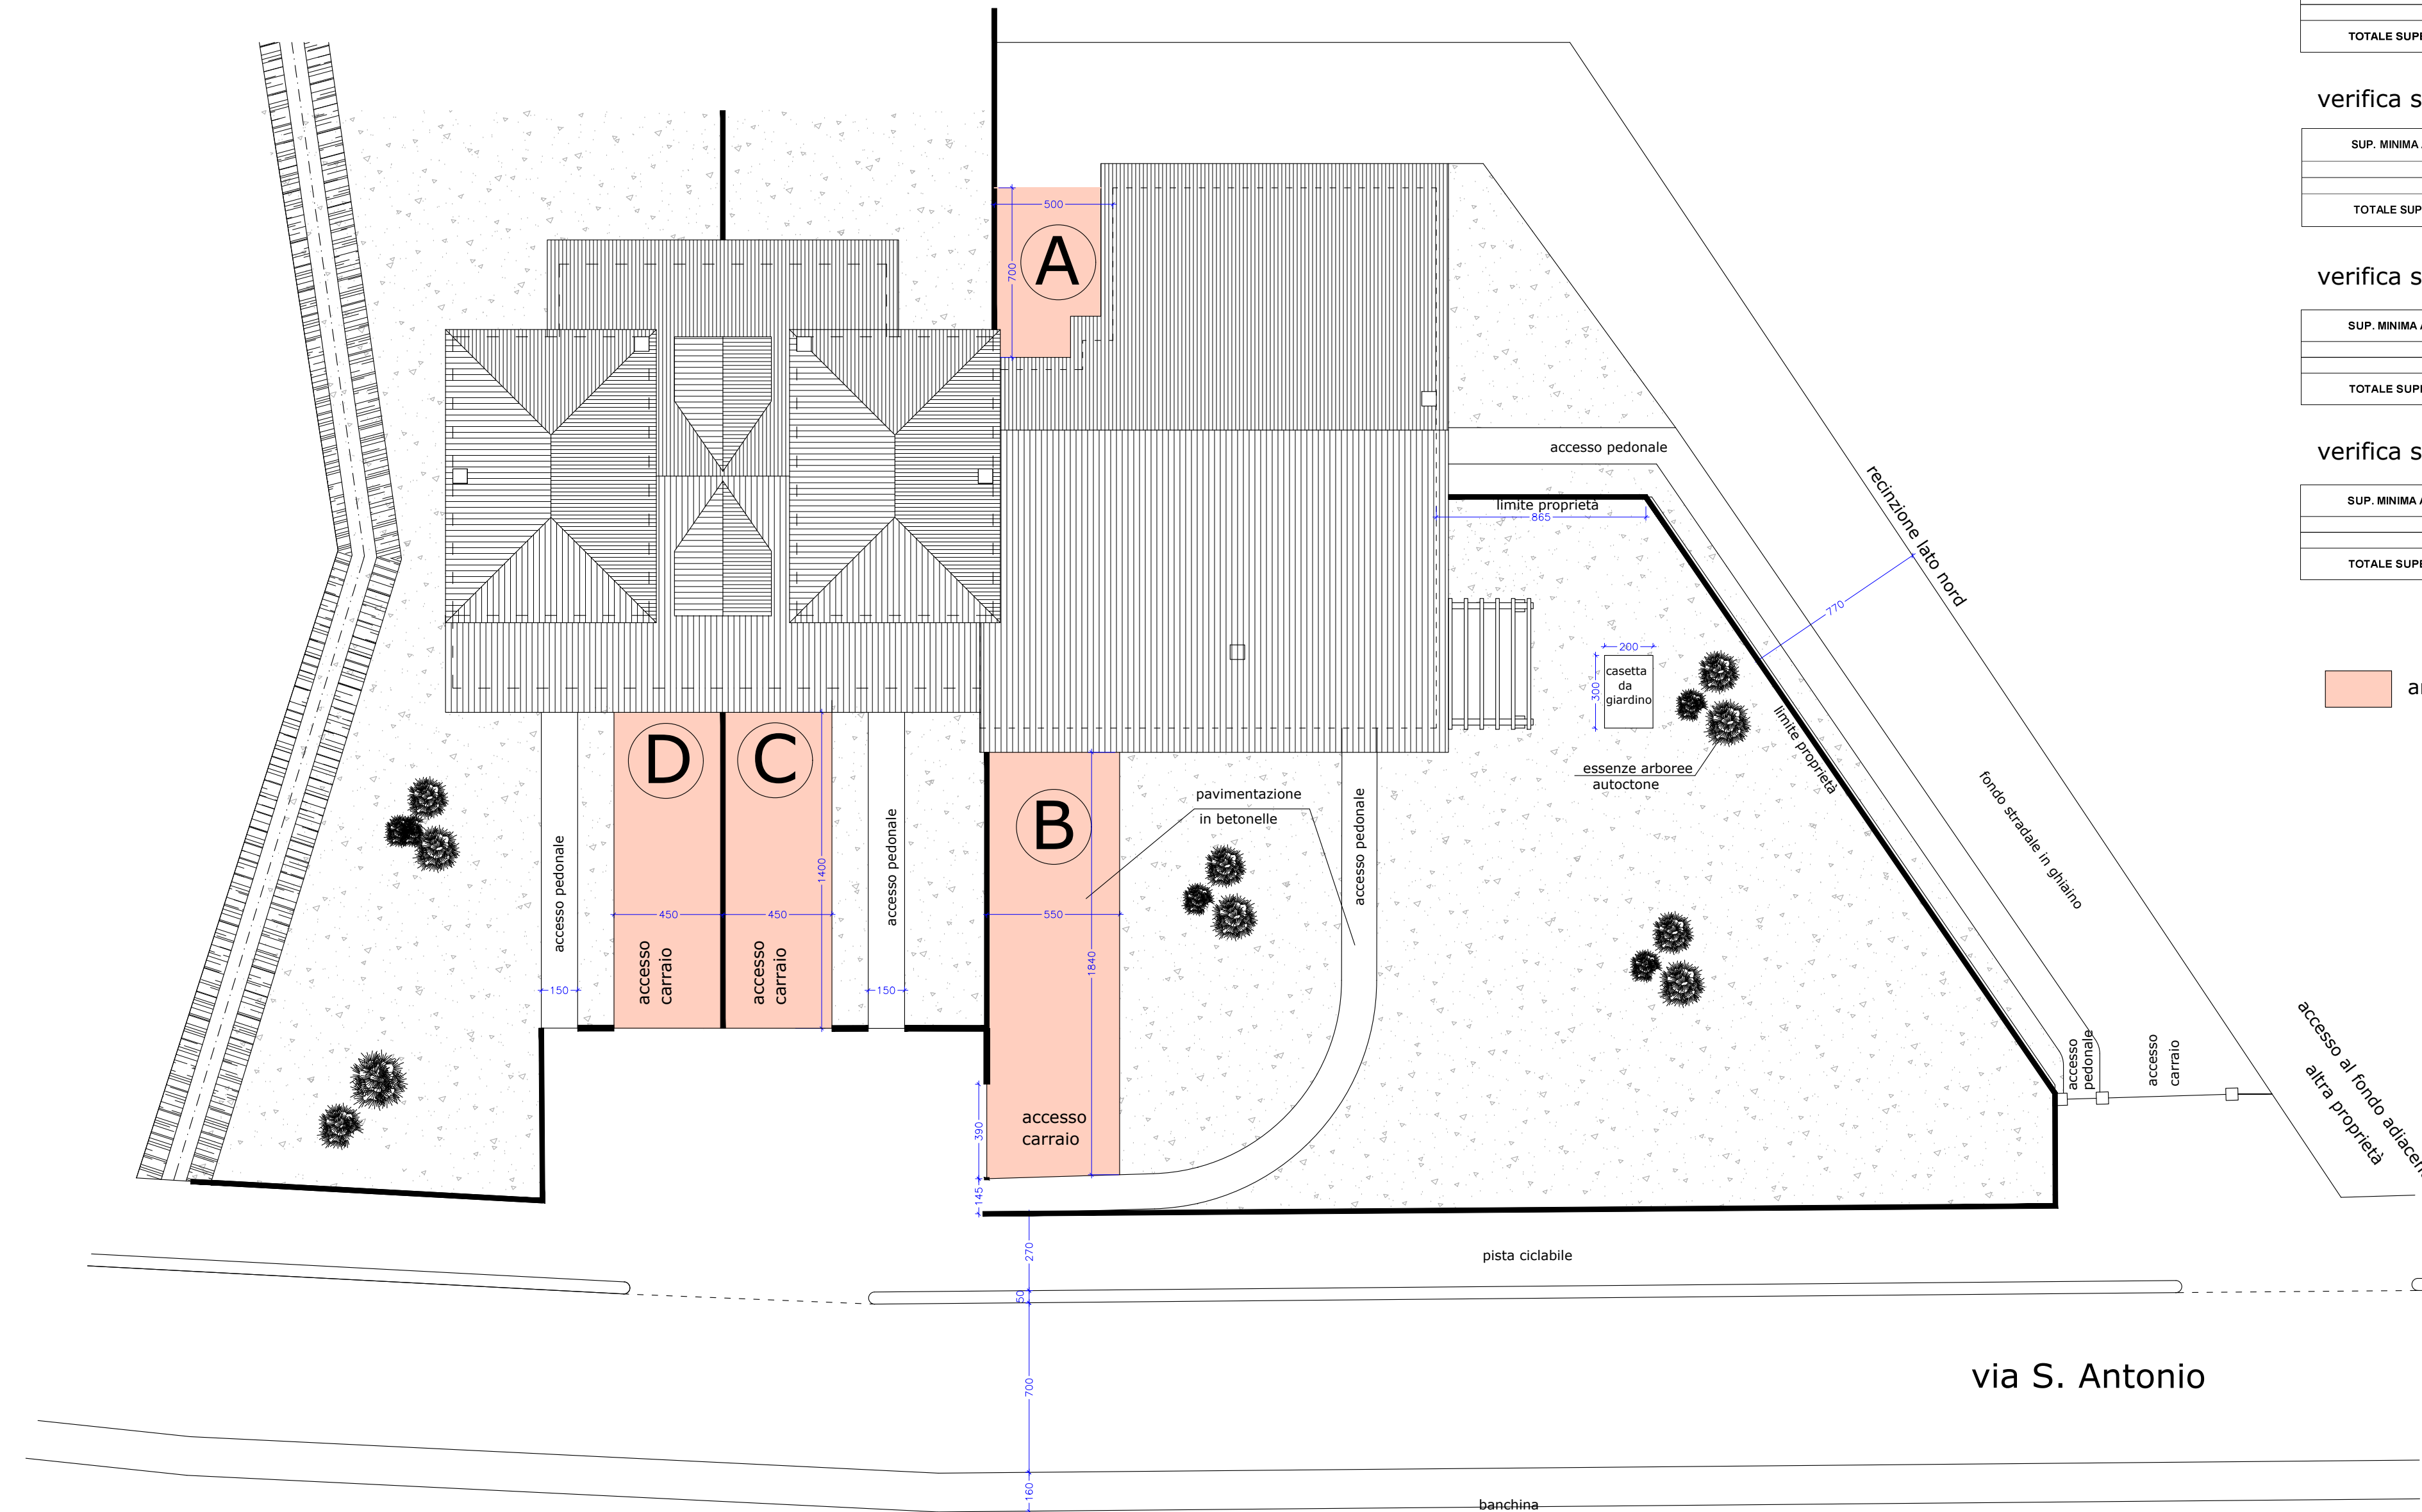 TOTALE SUPE
verifica s
SUP. MINIMA A
TOTALE SUP
verifica s
SUP. MINIMA A
TOTALE SUPE
verifica s
SUP. MINIMA A
TOTALE SUPE
500
A
700
accesso pedonale
limite proprietà
865
recinzione lato nord
770
200
300
casetta
da
giardino
limite proprietà
essenze arboree
autoctone
fondo stradale in ghiaino
D
C
B
pavimentazione
in betonelle
accesso pedonale
accesso pedonale
accesso pedonale
1400
450
450
550
1840
accesso
carraio
accesso
carraio
150
150
accesso
carraio
390
145
accesso
pedonale
accesso
carraio
accesso al fondo adiacen
altra proprietà
270
pista ciclabile
50
via S. Antonio
700
160
banchina